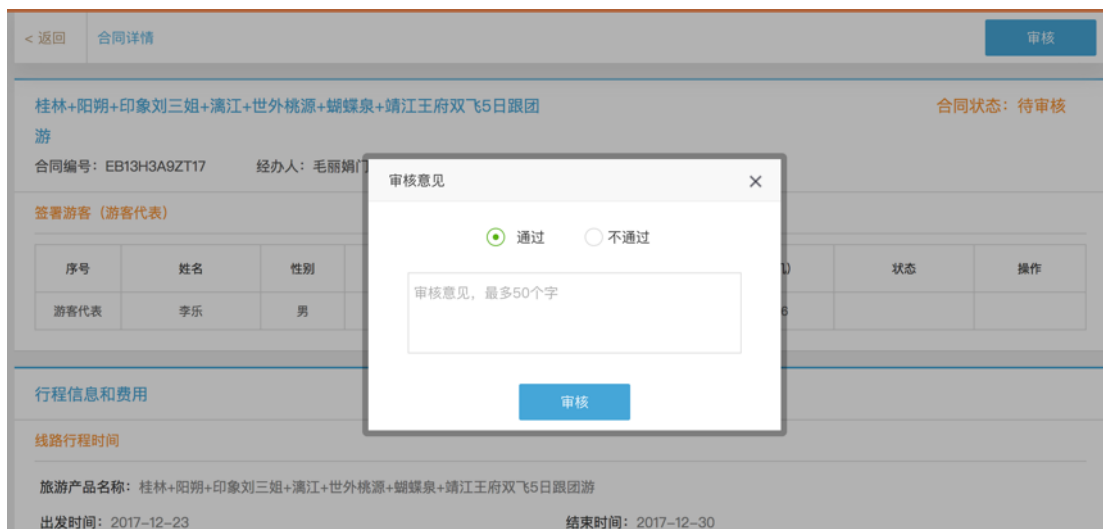 < 返回 合同详情 审核
桂林+阳朔+印象刘三姐+漓江+世外桃源+蝴蝶泉+靖江王府双飞5日跟团
游
合同状态：待审核
合同编号：EB13H3A9ZT17 经办人：毛丽娟门
签署游客（游客代表）
序号 姓名 性别 状态 操作
游客代表 李乐 男 6
审核意见
通过 不通过
审核意见，最多50个字
审核
行程信息和费用
线路行程时间
旅游产品名称：桂林+阳朔+印象刘三姐+漓江+世外桃源+蝴蝶泉+靖江王府双飞5日跟团游
出发时间：2017-12-23 结束时间：2017-12-30